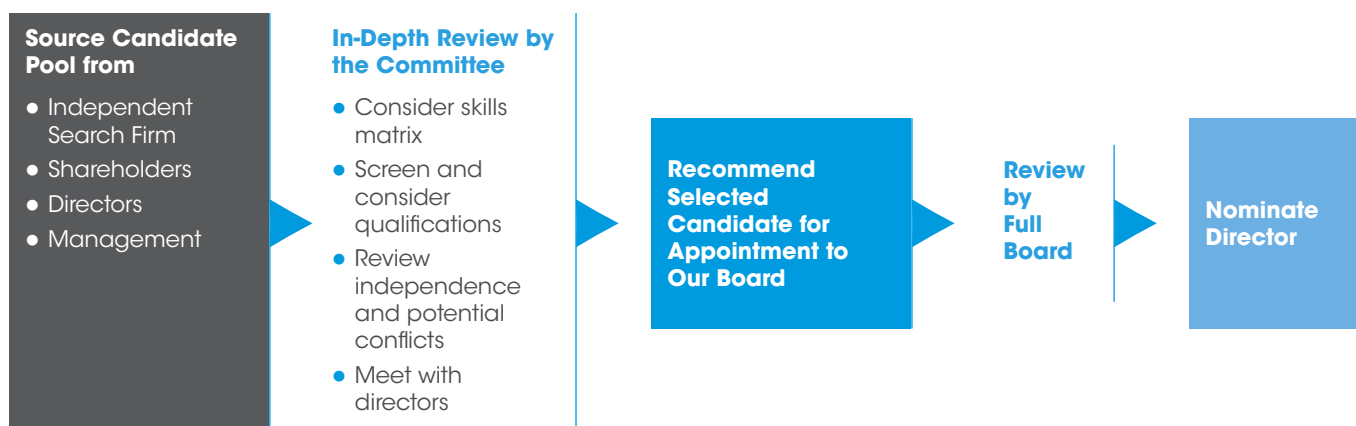 Source Candidate
Pool from
● Independent
Search Firm
● Shareholders
● Directors
● Management
In-Depth Review by
the Committee
● Consider skills
matrix
● Screen and
consider
qualifications
● Review
independence
and potential
conflicts
● Meet with
directors
Recommend
Selected
Candidate for
Appointment to
Our Board
Review
by
Full
Board
Nominate
Director